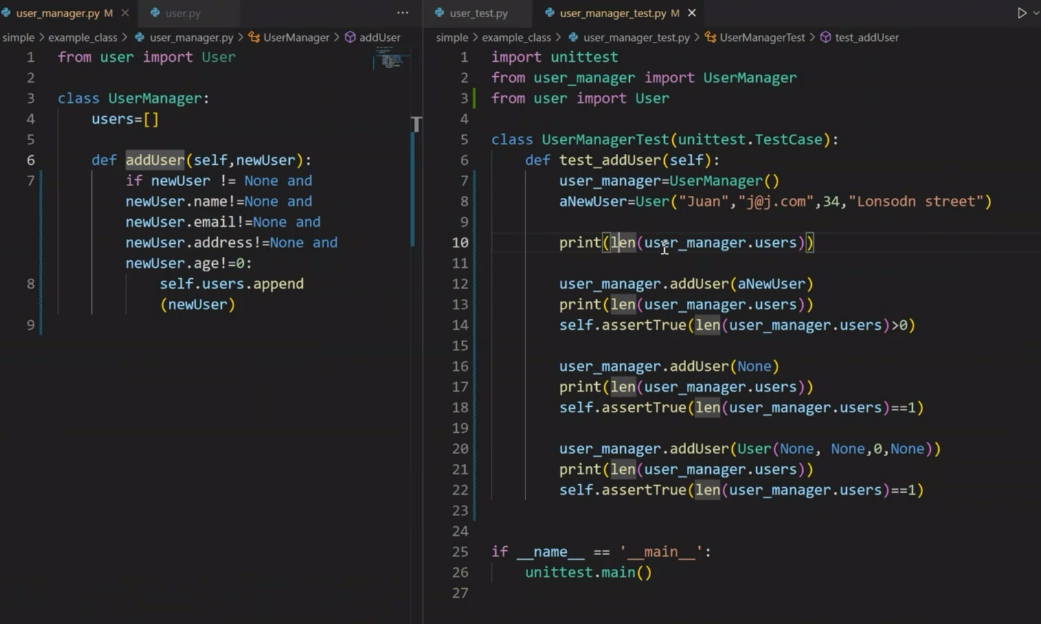 user_manager.py M ×
user.py
...
simple > example_class > user_manager.py > UserManager > addUser
1 from user import User
2
3 class UserManager:
4 users=[]
5
6 def addUser(self,newUser):
7 if newUser != None and
newUser.name!=None and
newUser.email!=None and
newUser.address!=None and
newUser.age!=0:
8 self.users.append
(newUser)
9
user_test.py
user_manager_test.py M ×
simple > example_class > user_manager_test.py > UserManagerTest > test_addUser
1 import unittest
2 from user_manager import UserManager
3 from user import User
4
5 class UserManagerTest(unittest.TestCase):
6 def test_addUser(self):
7 user_manager=UserManager()
8 aNewUser=User("Juan","j@j.com",34,"Lonsodn street")
9
10 print(len(user_manager.users))
11
12 user_manager.addUser(aNewUser)
13 print(len(user_manager.users))
14 self.assertTrue(len(user_manager.users)>0)
15
16 user_manager.addUser(None)
17 print(len(user_manager.users))
18 self.assertTrue(len(user_manager.users)==1)
19
20 user_manager.addUser(User(None, None,0,None))
21 print(len(user_manager.users))
22 self.assertTrue(len(user_manager.users)==1)
23
24
25 if __name__ == '__main__':
26 unittest.main()
27